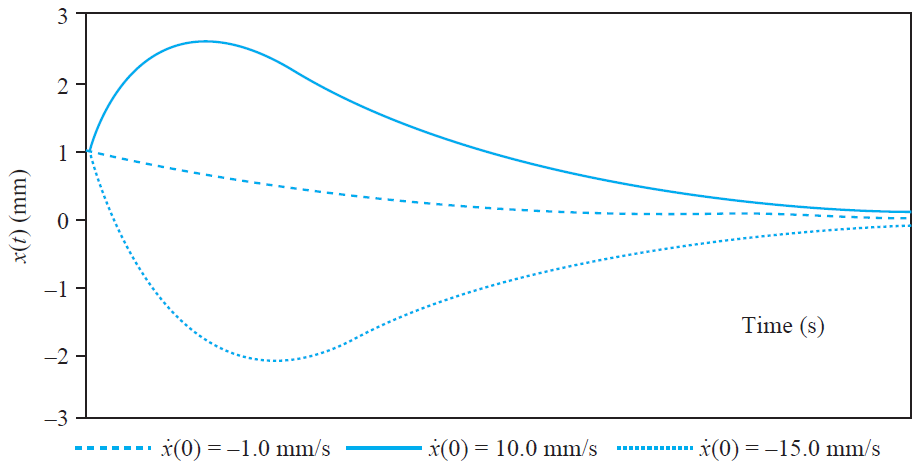 3
2
1
0
–1
–2
–3
x(t) (mm)
Time (s)
ẋ(0) = –1.0 mm/s ẋ(0) = 10.0 mm/s ẋ(0) = –15.0 mm/s